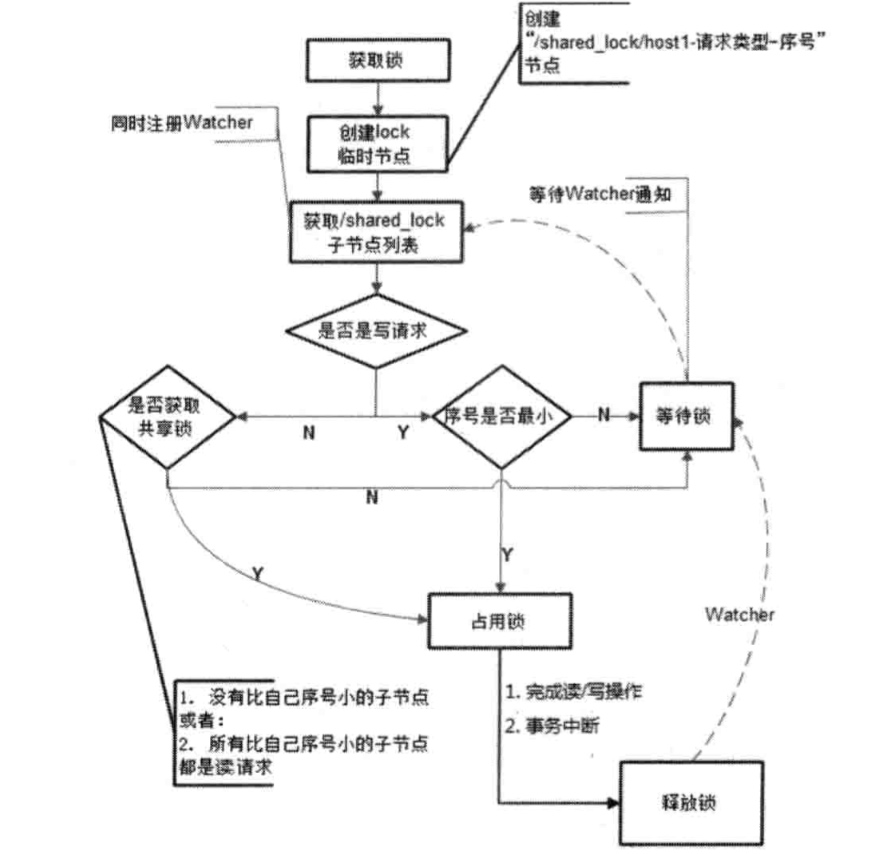 获取锁
创建
“/shared_lock/host1-请求类型-序号”
节点
同时注册Watcher
创建lock
临时节点
等待Watcher通知
获取/shared_lock
子节点列表
是否是写请求
是否获取
共享锁
N
Y
序号是否最小
N
等待锁
N
Y
Y
占用锁
Watcher
1. 没有比自己序号小的子节点
或者：
2. 所有比自己序号小的子节点
都是读请求
1. 完成读/写操作
2. 事务中断
释放锁